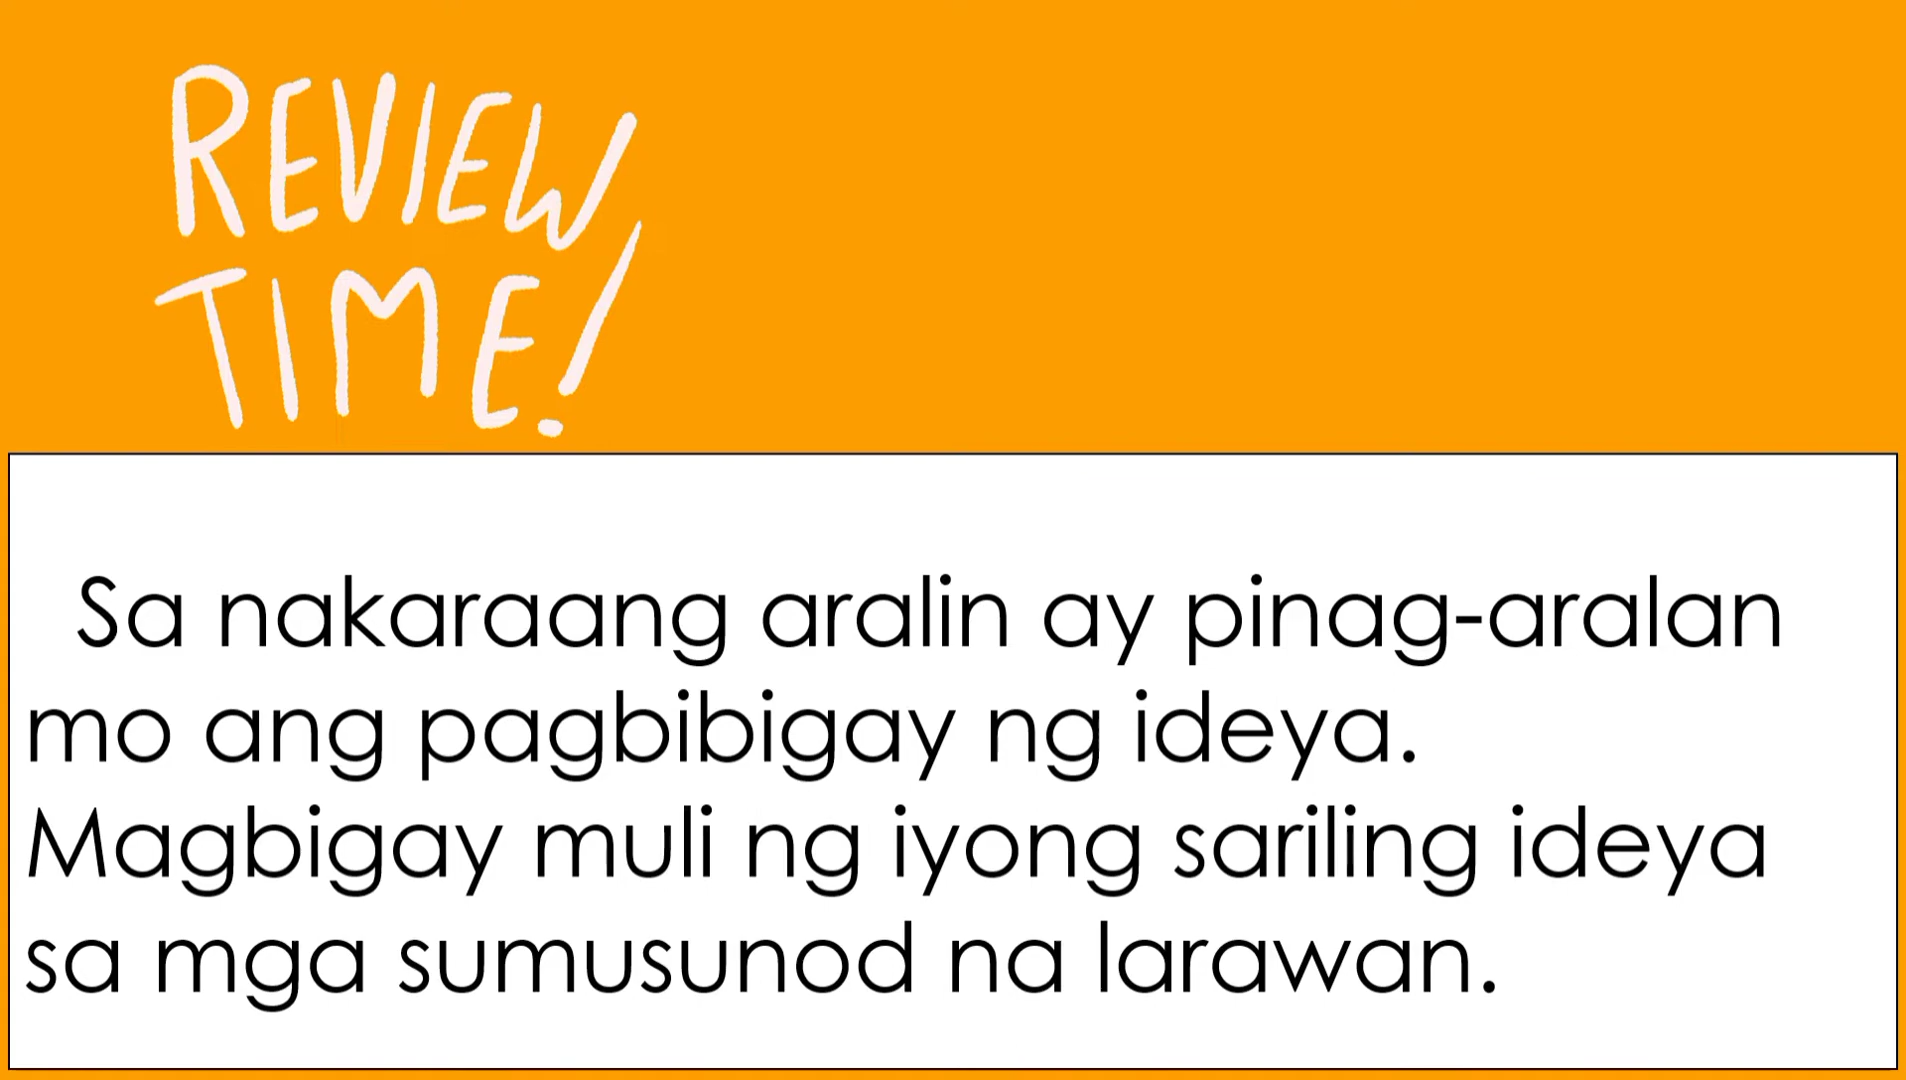 REVIEW
TIME!
Sa nakaraang aralin ay pinag-aralan
mo ang pagbibigay ng ideya.
Magbigay muli ng iyong sariling ideya
sa mga sumusunod na larawan.